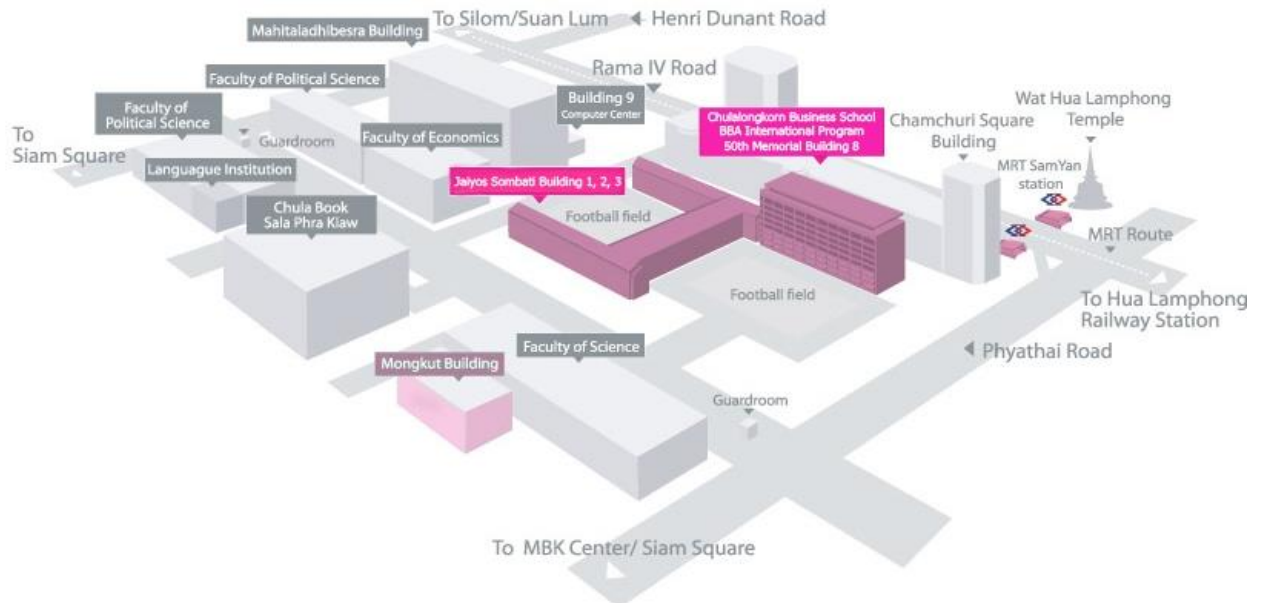 To Silom/Suan Lum
Henri Dunant Road
Mahitaladhibesra Building
Rama IV Road
Faculty of Political Science
Building 9
Computer Center
Wat Hua Lamphong
Temple
Faculty of
Political Science
Chulalongkorn Business School
BBA International Program
50th Memorial Building 8
Chamchuri Square
Building
To
Siam Square
Guardroom
Faculty of Economics
MRT SamYan
station
Languague Institution
Jaiyos Sombati Building 1, 2, 3
Chula Book
Sala Phra Kiaw
Football field
MRT Route
Football field
To Hua Lamphong
Railway Station
Faculty of Science
Phyathai Road
Mongkut Building
Guardroom
To MBK Center/ Siam Square